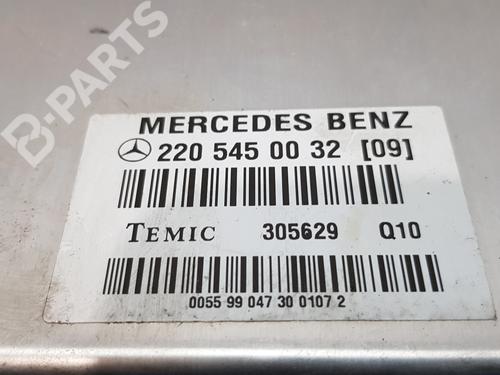 B-PARTS
MERCEDES BENZ
220 545 00 32 [09]
TEMIC 305629 Q10
0055 99 047 30 0107 2